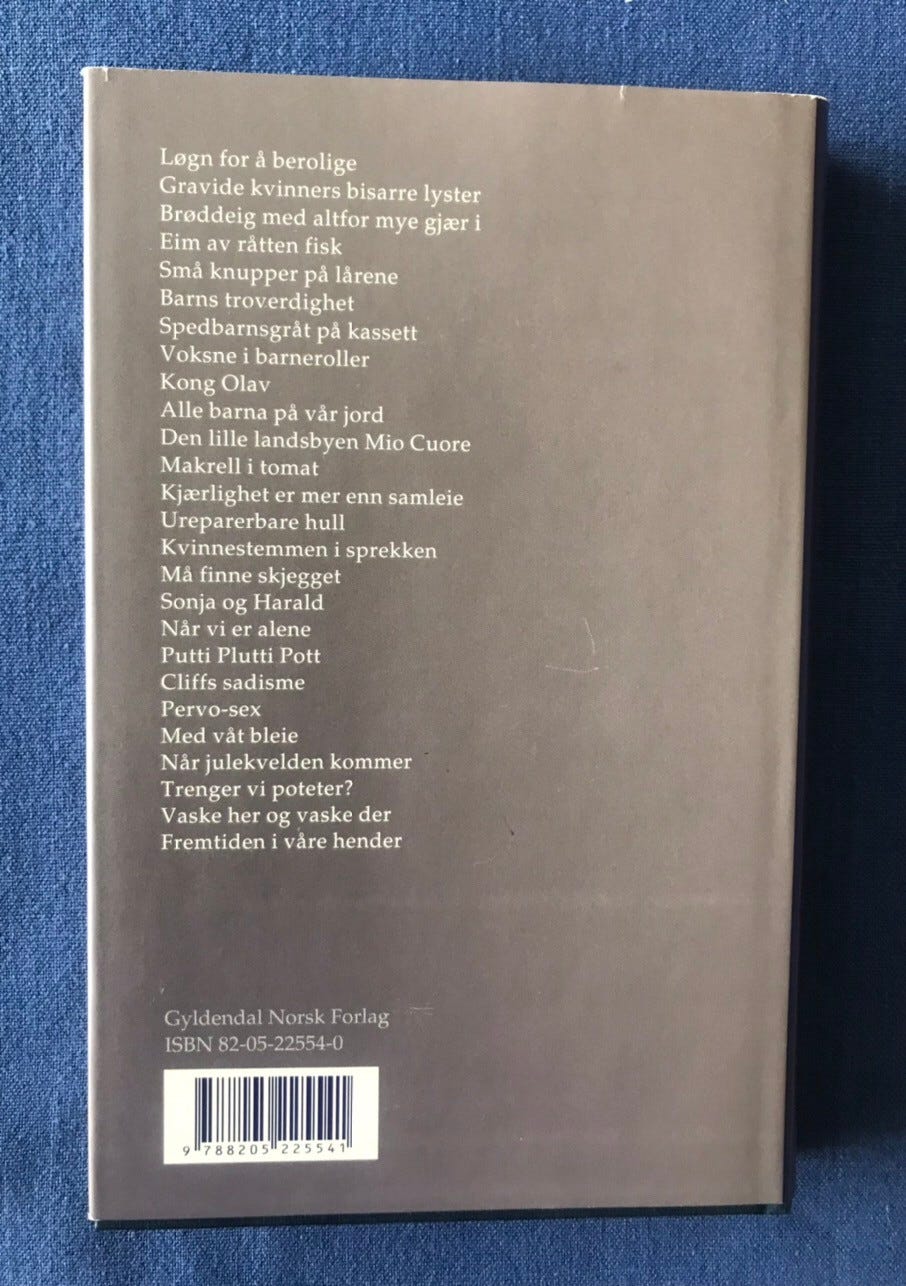 Løgn for å berolige
Gravide kvinners bisarre lyster
Brøddeig med altfor mye gjær i
Eim av råtten fisk
Små knupper på lårene
Barns troverdighet
Spedbarnsgråt på kassett
Voksne i barneroller
Kong Olav
Alle barna på vår jord
Den lille landsbyen Mio Cuore
Makrell i tomat
Kjærlighet er mer enn samleie
Ureparerbare hull
Kvinnestemmen i sprekken
Må finne skjegget
Sonja og Harald
Når vi er alene
Putti Plutti Pott
Cliffs sadisme
Pervo-sex
Med våt bleie
Når julekvelden kommer
Trenger vi poteter?
Vaske her og vaske der
Fremtiden i våre hender
Gyldendal Norsk Forlag
ISBN 82-05-22554-0
9 788205 225541